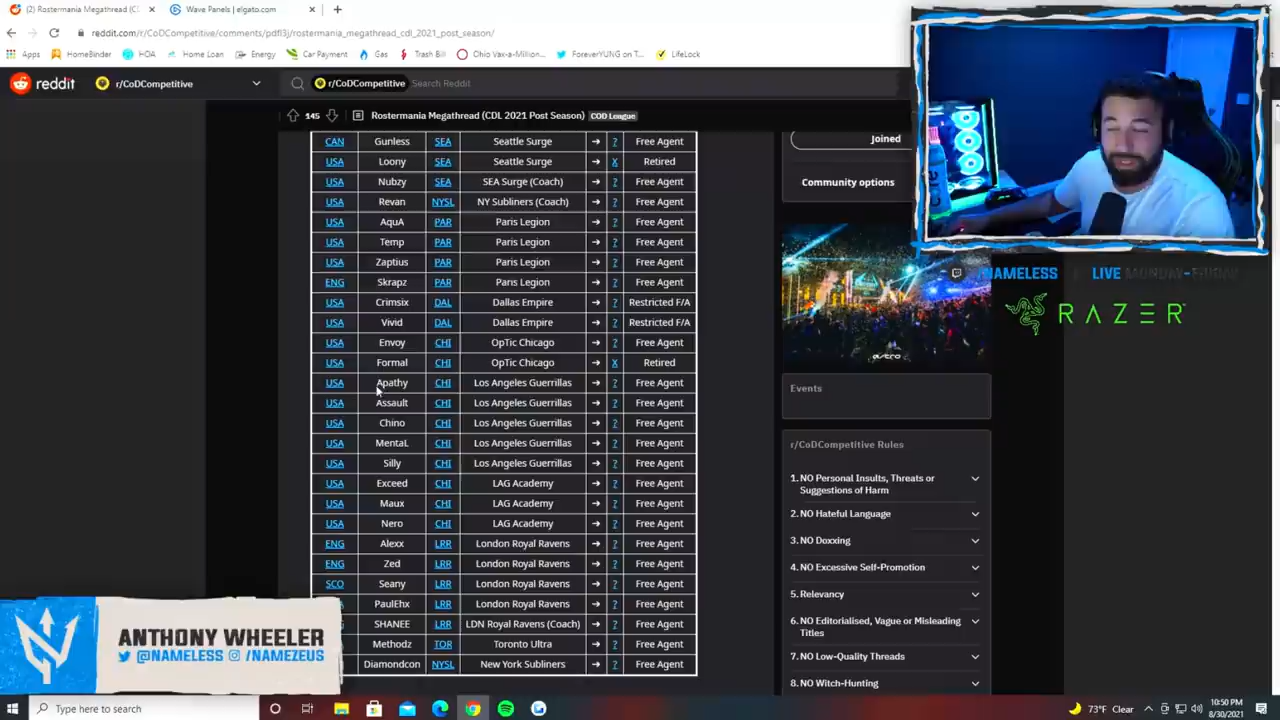 (2) Rostermania Megathread (C
Wave Panels | elgato.com
reddit.com/r/CoDCompetitive/comments/pdfl3j/rostermania_megathread_cdl_2021_post_season/
Apps HomeBinder HOA Home Loan Energy Car Payment Gas Trash Bill Ohio Vax-a-Million... ForeverYUNG on T... LifeLock
reddit r/CoDCompetitive r/CoDCompetitive Search Reddit
145 Rostermania Megathread (CDL 2021 Post Season) COD League
CAN Gunless SEA Seattle Surge → ? Free Agent
USA Loony SEA Seattle Surge → X Retired
USA Nubzy SEA SEA Surge (Coach) → ? Free Agent
USA Revan NYSL NY Subliners (Coach) → ? Free Agent
USA AquA PAR Paris Legion → ? Free Agent
USA Temp PAR Paris Legion → ? Free Agent
USA Zaptius PAR Paris Legion → ? Free Agent
ENG Skrapz PAR Paris Legion → ? Free Agent
USA Crimsix DAL Dallas Empire → ? Restricted F/A
USA Vivid DAL Dallas Empire → ? Restricted F/A
USA Envoy CHI OpTic Chicago → ? Free Agent
USA Formal CHI OpTic Chicago → X Retired
USA Apathy CHI Los Angeles Guerrillas → ? Free Agent
USA Assault CHI Los Angeles Guerrillas → ? Free Agent
USA Chino CHI Los Angeles Guerrillas → ? Free Agent
USA MentaL CHI Los Angeles Guerrillas → ? Free Agent
USA Silly CHI Los Angeles Guerrillas → ? Free Agent
USA Exceed CHI LAG Academy → ? Free Agent
USA Maux CHI LAG Academy → ? Free Agent
USA Nero CHI LAG Academy → ? Free Agent
ENG Alexx LRR London Royal Ravens → ? Free Agent
ENG Zed LRR London Royal Ravens → ? Free Agent
SCO Seany LRR London Royal Ravens → ? Free Agent
PaulEhx LRR London Royal Ravens → ? Free Agent
SHANEE LRR LDN Royal Ravens (Coach) → ? Free Agent
Methodz TOR Toronto Ultra → ? Free Agent
Diamondcon NYSL New York Subliners → ? Free Agent
Joined
Community options
astro
Events
r/CoDCompetitive Rules
1. NO Personal Insults, Threats or
Suggestions of Harm
2. NO Hateful Language
3. NO Doxxing
4. NO Excessive Self-Promotion
5. Relevancy
6. NO Editorialised, Vague or Misleading
Titles
7. NO Low-Quality Threads
8. NO Witch-Hunting
/NAMELESS LIVE MONDAY-FRIDAY
RAZER
ANTHONY WHEELER
@NAMELESS @NAMEZEUS
Type here to search
73°F Clear
10:50 PM
8/30/2021